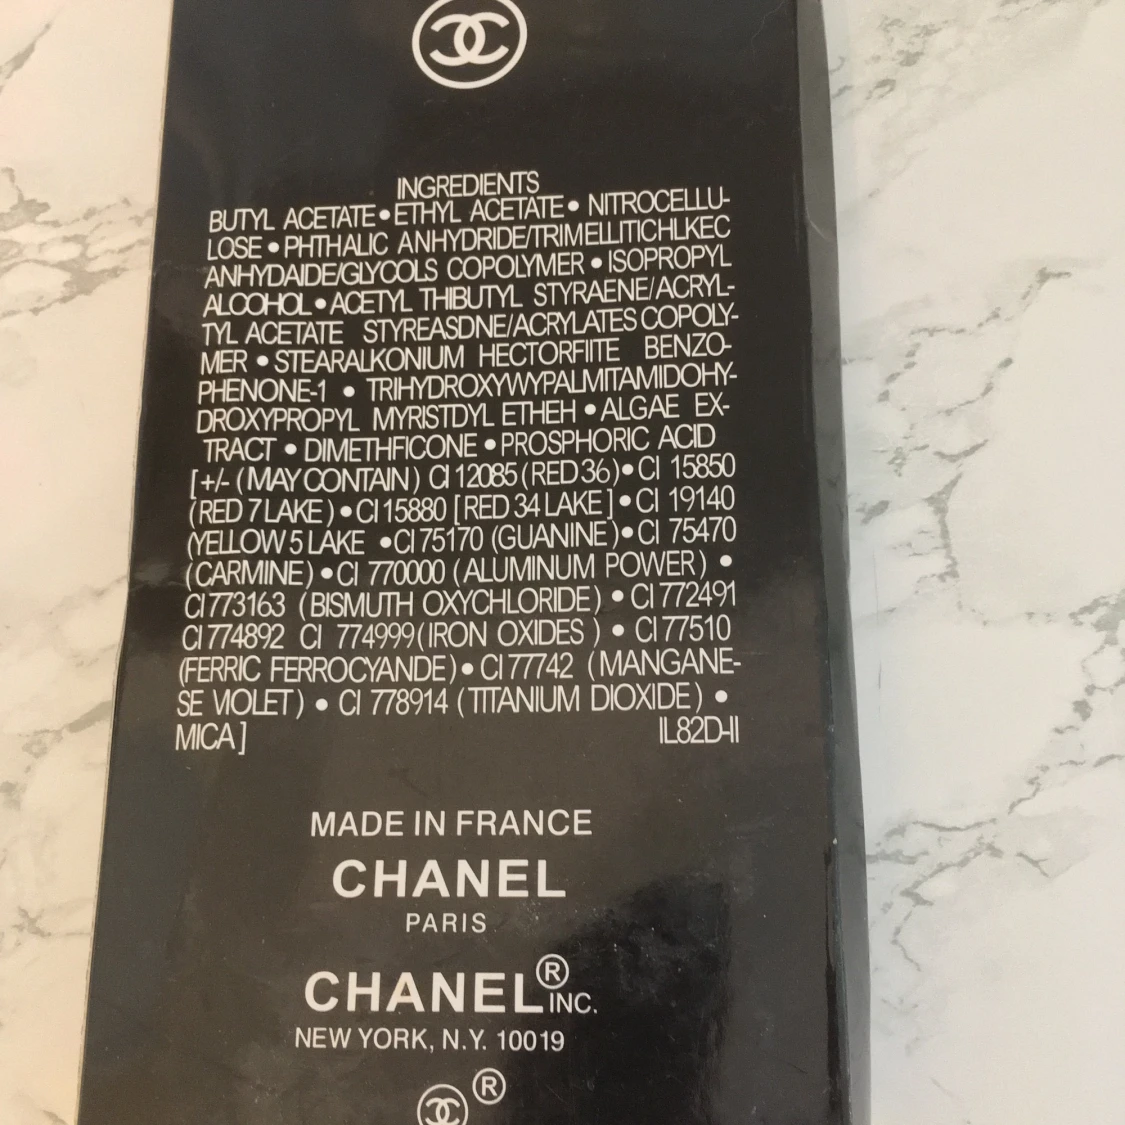 INGREDIENTS
BUTYL ACETATE•ETHYL ACETATE• NITROCELLU-
LOSE • PHTHALIC ANHYDRIDE/TRIMELLITICHLKEC
ANHYDAIDE/GLYCOLS COPOLYMER • ISOPROPYL
ALCOHOL • ACETYL THIBUTYL STYRAENE/ACRYL-
TYL ACETATE STYREASDNE/ACRYLATES COPOLY-
MER • STEARALKONIUM HECTORFIITE BENZO-
PHENONE-1 • TRIHYDROXYWYPALMITAMIDOHY-
DROXYPROPYL MYRISTDYL ETHEH • ALGAE EX-
TRACT • DIMETHFICONE • PROSPHORIC ACID
[+/- (MAY CONTAIN) CI 12085 (RED 36)• CI 15850
(RED 7 LAKE) • CI 15880 [RED 34 LAKE] • CI 19140
(YELLOW 5 LAKE •CI 75170 (GUANINE)• CI 75470
(CARMINE) •CI 770000 (ALUMINUM POWER) •
CI 773163 (BISMUTH OXYCHLORIDE) • CI 772491
CI 774892 CI 774999(IRON OXIDES ) • CI 77510
(FERRIC FERROCYANDE)• CI 77742 (MANGANE-
SE VIOLET) • CI 778914 (TITANIUM DIOXIDE) •
MICA] IL82D-II
MADE IN FRANCE
CHANEL
PARIS
CHANEL® INC.
NEW YORK, N.Y. 10019
®